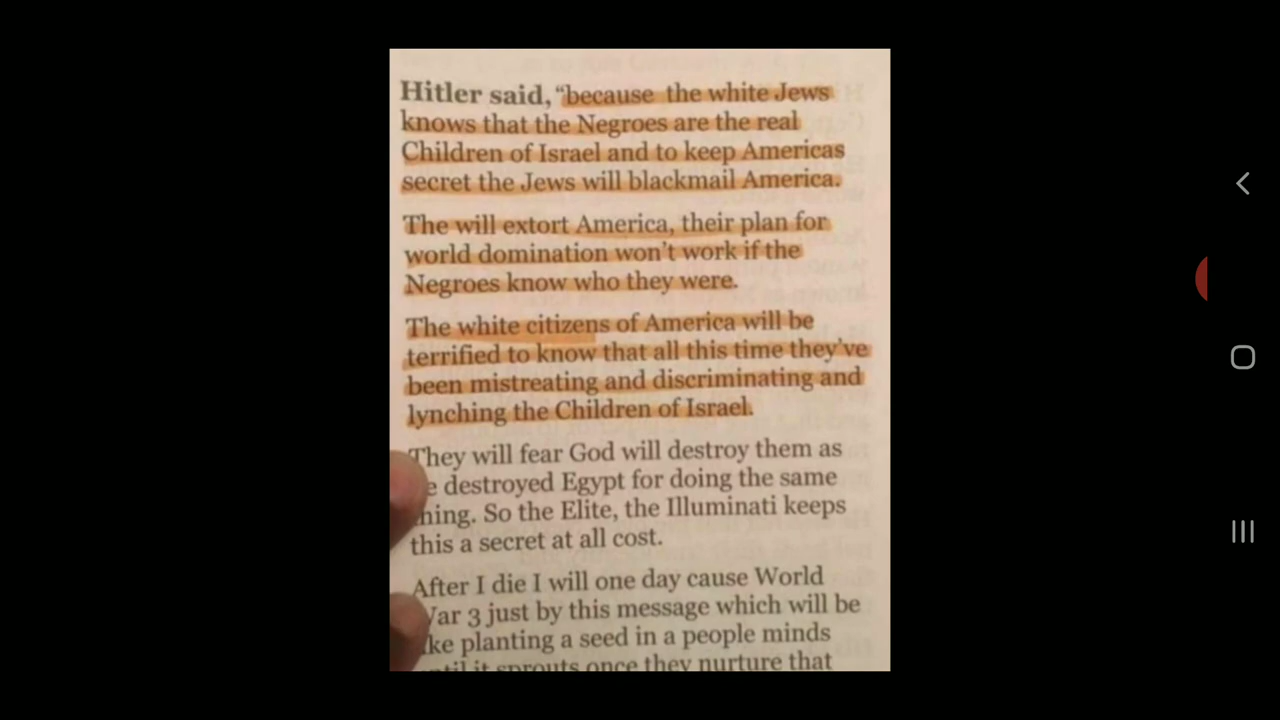 Hitler said, “because the white Jews
knows that the Negroes are the real
Children of Israel and to keep Americas
secret the Jews will blackmail America.
The will extort America, their plan for
world domination won’t work if the
Negroes know who they were.
The white citizens of America will be
terrified to know that all this time they’ve
been mistreating and discriminating and
lynching the Children of Israel.
They will fear God will destroy them as
destroyed Egypt for doing the same
So the Elite, the Illuminati keeps
this a secret at all cost.
After I die I will one day cause World
3 just by this message which will be
planting a seed in a people minds
it sprouts once they nurture that